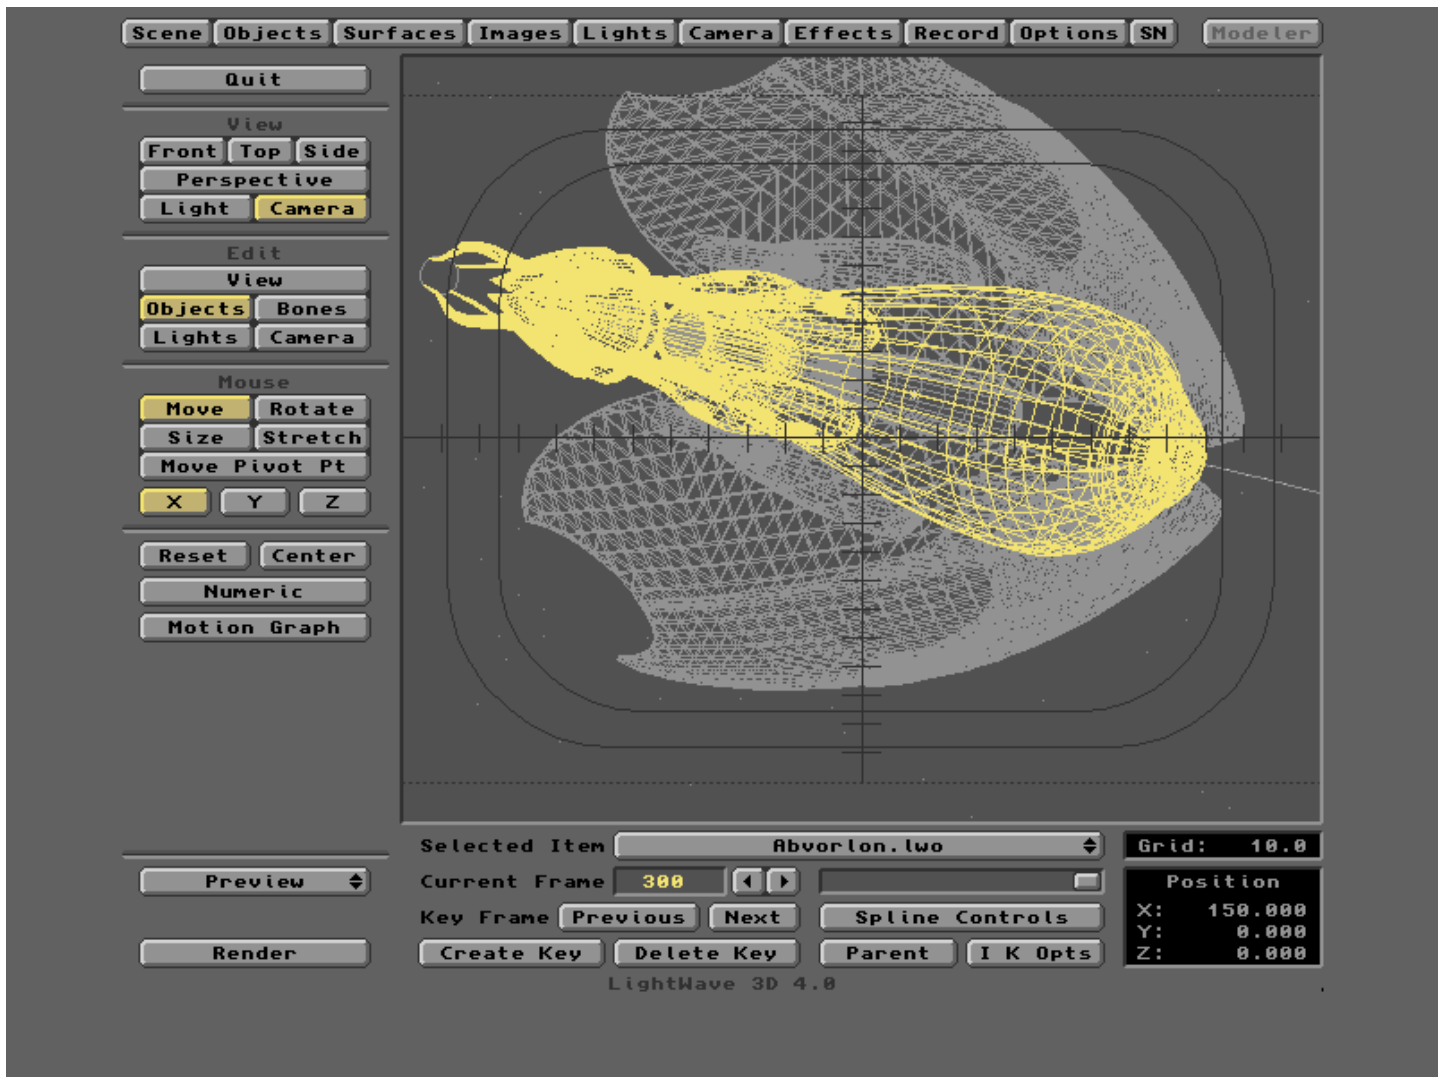 Scene Objects Surfaces Images Lights Camera Effects Record Options SN Modeler
Quit
View
Front Top Side
Perspective
Light Camera
Edit
View
Objects Bones
Lights Camera
Mouse
Move Rotate
Size Stretch
Move Pivot Pt
X Y Z
Reset Center
Numeric
Motion Graph
Preview
Render
Selected Item Abvorlon.lwo
Current Frame 300
Key Frame Previous Next Spline Controls
Create Key Delete Key Parent I K Opts
Grid: 10.0
Position
X: 150.000
Y: 0.000
Z: 0.000
LightWave 3D 4.0